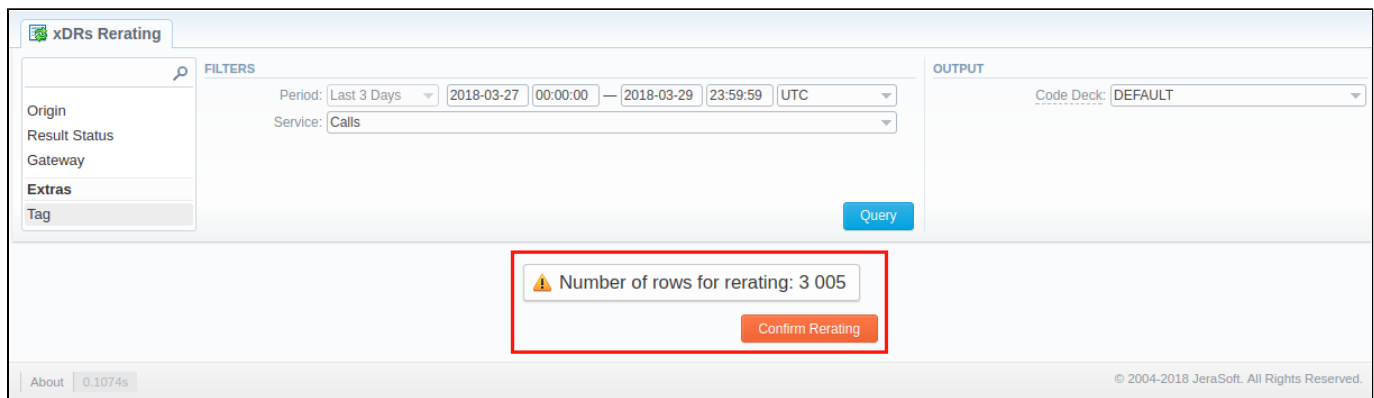 xDRs Rerating
Origin
Result Status
Gateway
Extras
Tag
FILTERS
Period: Last 3 Days 2018-03-27 00:00:00 — 2018-03-29 23:59:59 UTC
Service: Calls
Query
OUTPUT
Code Deck: DEFAULT
Number of rows for rerating: 3 005
Confirm Rerating
About 0.1074s
© 2004-2018 JeraSoft. All Rights Reserved.